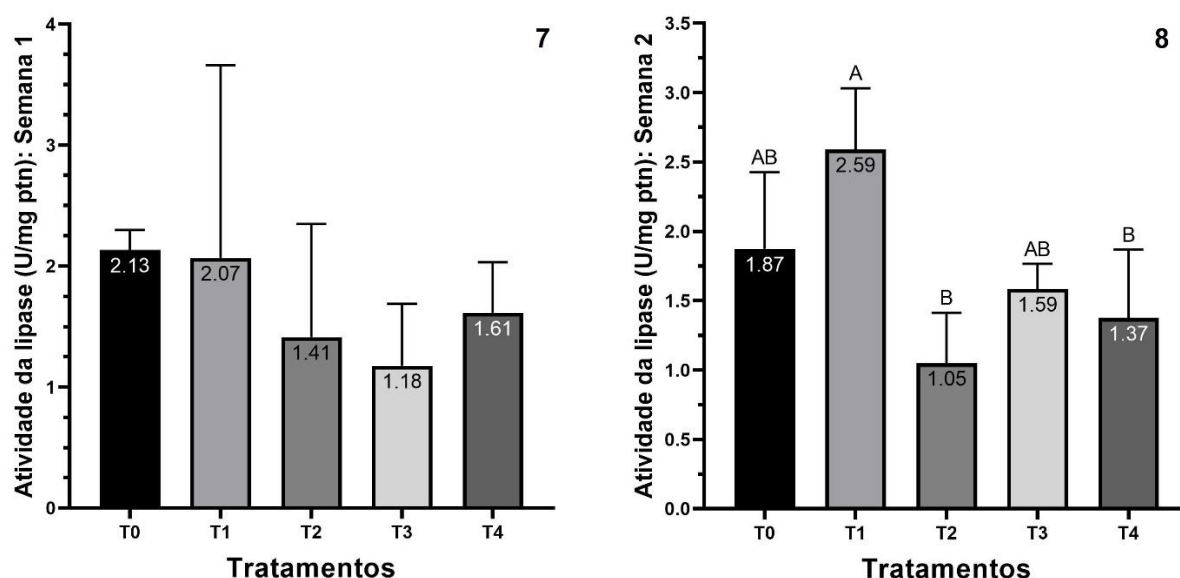 7
Atividade da lipase (U/mg ptn): Semana 1
4
3
2
1
0
2.13
2.07
1.41
1.18
1.61
T0 T1 T2 T3 T4
Tratamentos
8
Atividade da lipase (U/mg ptn): Semana 2
3.5
3.0
2.5
2.0
1.5
1.0
0.5
0.0
AB
A
B
AB
B
1.87
2.59
1.05
1.59
1.37
T0 T1 T2 T3 T4
Tratamentos